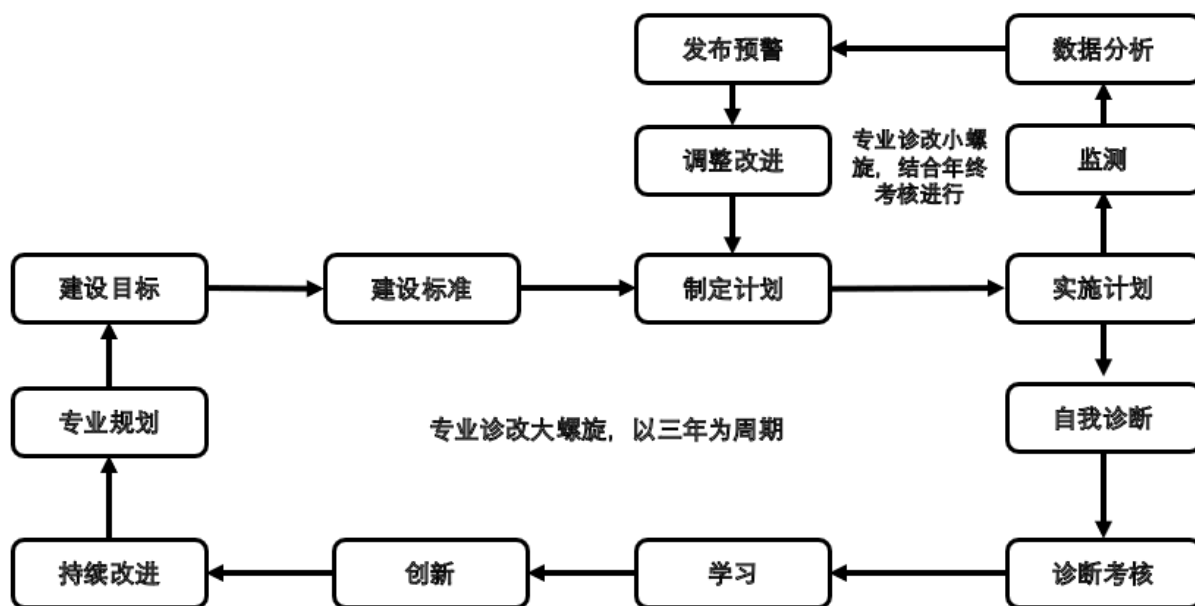 发布预警
数据分析
调整改进
专业诊改小螺
旋，结合年终
考核进行
监测
建设目标
建设标准
制定计划
实施计划
专业规划
专业诊改大螺旋，以三年为周期
自我诊断
持续改进
创新
学习
诊断考核